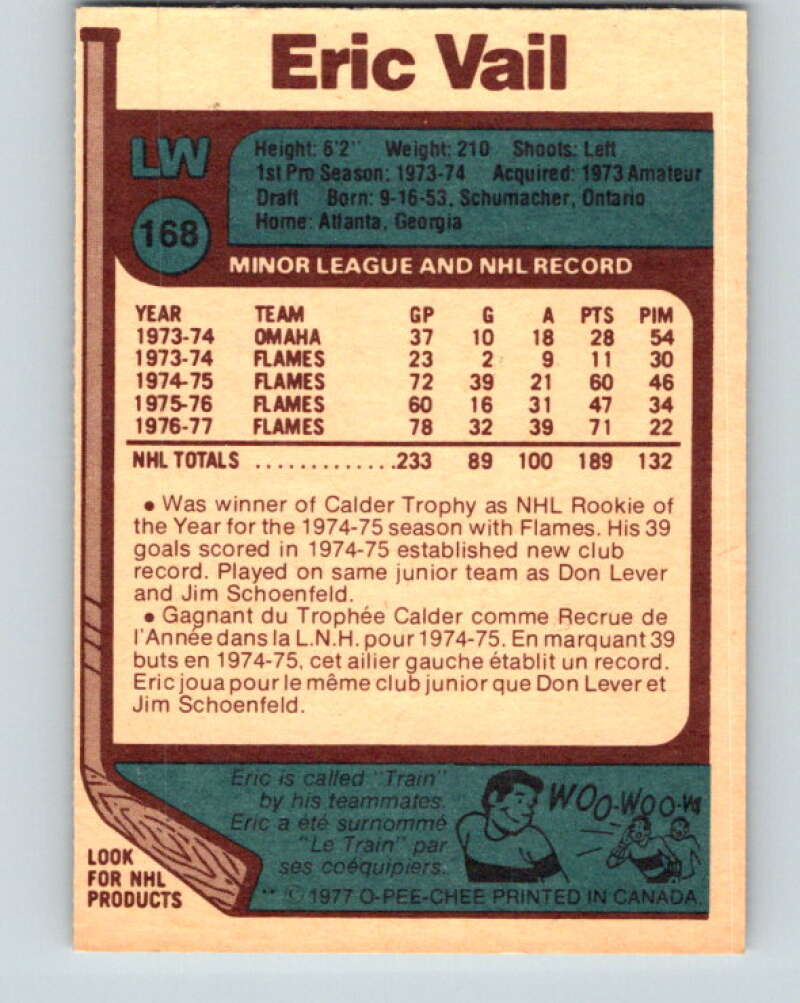 Eric Vail
LW
168
Height: 6'2" Weight: 210 Shoots: Left
1st Pro Season: 1973-74 Acquired: 1973 Amateur
Draft Born: 9-16-53, Schumacher, Ontario
Home: Atlanta, Georgia
MINOR LEAGUE AND NHL RECORD
YEAR TEAM GP G A PTS PIM
1973-74 OMAHA 37 10 18 28 54
1973-74 FLAMES 23 2 9 11 30
1974-75 FLAMES 72 39 21 60 46
1975-76 FLAMES 60 16 31 47 34
1976-77 FLAMES 78 32 39 71 22
NHL TOTALS .............233 89 100 189 132
• Was winner of Calder Trophy as NHL Rookie of
the Year for the 1974-75 season with Flames. His 39
goals scored in 1974-75 established new club
record. Played on same junior team as Don Lever
and Jim Schoenfeld.
• Gagnant du Trophée Calder comme Recrue de
l'Année dans la L.N.H. pour 1974-75. En marquant 39
buts en 1974-75, cet ailier gauche établit un record.
Eric joua pour le même club junior que Don Lever et
Jim Schoenfeld.
Eric is called "Train"
by his teammates.
Eric a été surnommé
"Le Train" par
ses coéquipiers.
WOO-WOO-W
LOOK
FOR NHL
PRODUCTS
** © 1977 O-PEE-CHEE PRINTED IN CANADA.